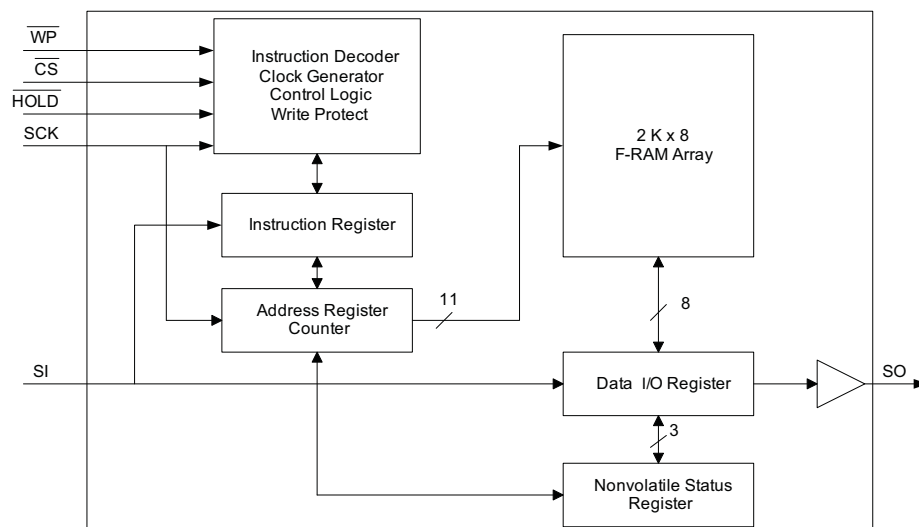 WP
CS
HOLD
SCK
Instruction Decoder
Clock Generator
Control Logic
Write Protect
2 K x 8
F-RAM Array
Instruction Register
Address Register
Counter
11
8
SI
Data I/O Register
SO
3
Nonvolatile Status
Register